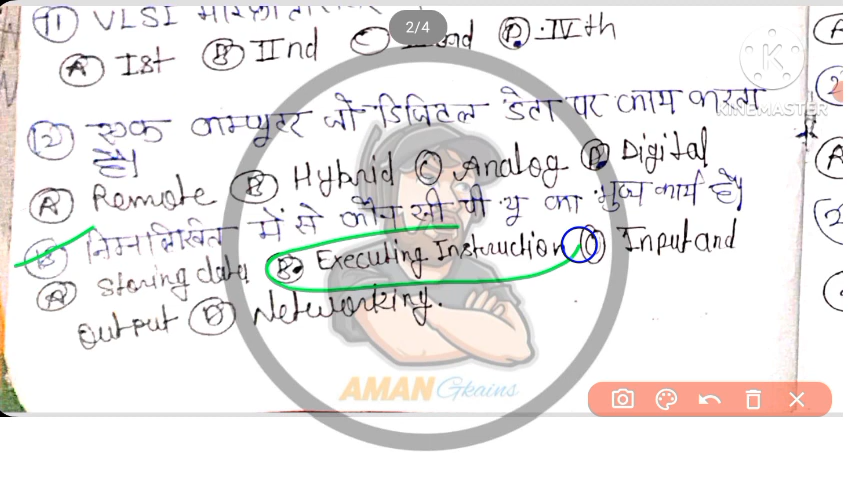 2/4
11 VLSI
A Ist B IInd C D IVth
K
KINEMASTER
12 एक कम्प्युटर जो डिजिटल डेटा पर काम करता
है।
A Remote B Hybrid C Analog D Digital
निम्नलिखित में से कौन सी पी यू का मुख्य कार्य है।
A Storing data B Executing Instruction C Input and
output D Networking.
AMAN Gkains